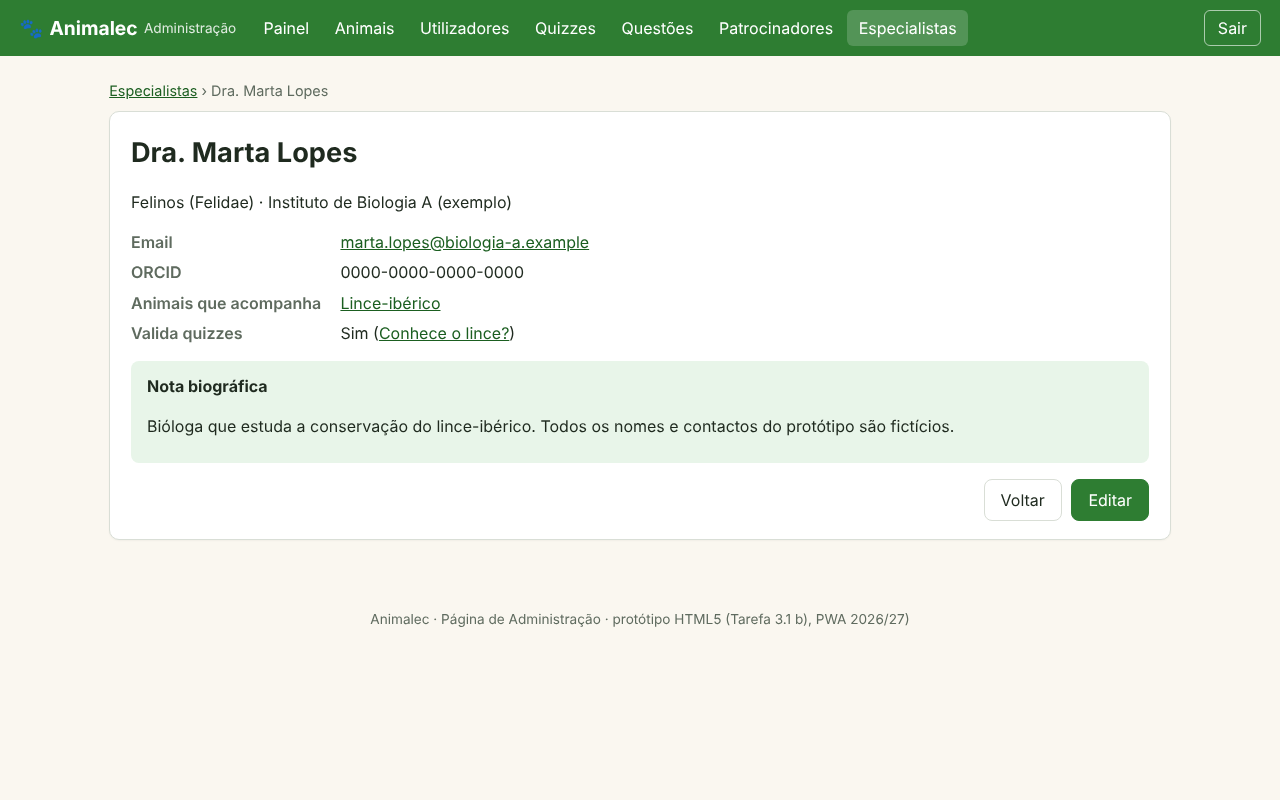 Animalec Administração Painel Animais Utilizadores Quizzes Questões Patrocinadores Especialistas Sair
Especialistas › Dra. Marta Lopes
Dra. Marta Lopes
Felinos (Felidae) · Instituto de Biologia A (exemplo)
Email marta.lopes@biologia-a.example
ORCID 0000-0000-0000-0000
Animais que acompanha Lince-ibérico
Valida quizzes Sim (Conhece o lince?)
Nota biográfica
Bióloga que estuda a conservação do lince-ibérico. Todos os nomes e contactos do protótipo são fictícios.
Voltar Editar
Animalec · Página de Administração · protótipo HTML5 (Tarefa 3.1 b), PWA 2026/27)